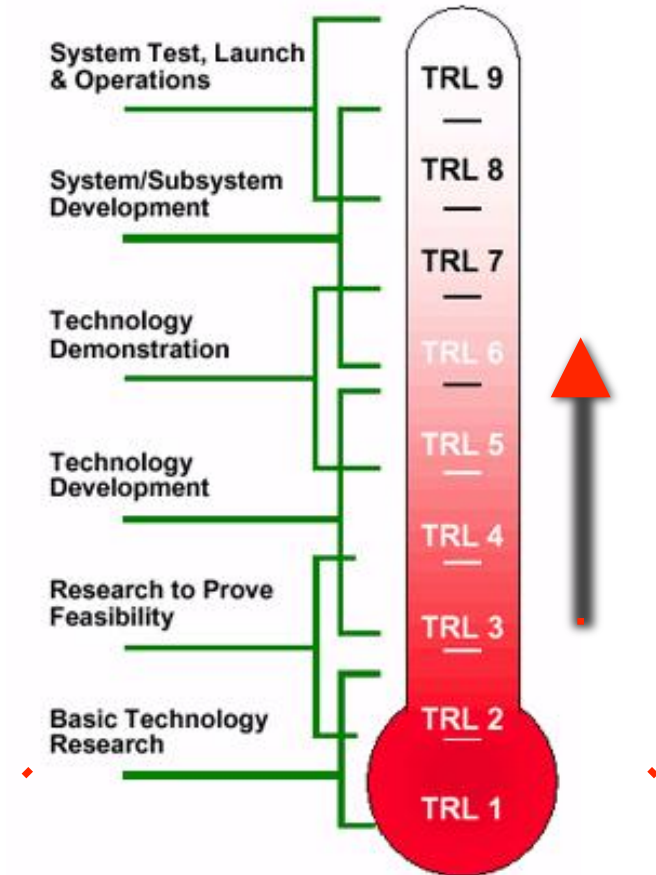 System Test, Launch
& Operations
System/Subsystem
Development
Technology
Demonstration
Technology
Development
Research to Prove
Feasibility
Basic Technology
Research
TRL 9
TRL 8
TRL 7
TRL 6
TRL 5
TRL 4
TRL 3
TRL 2
TRL 1